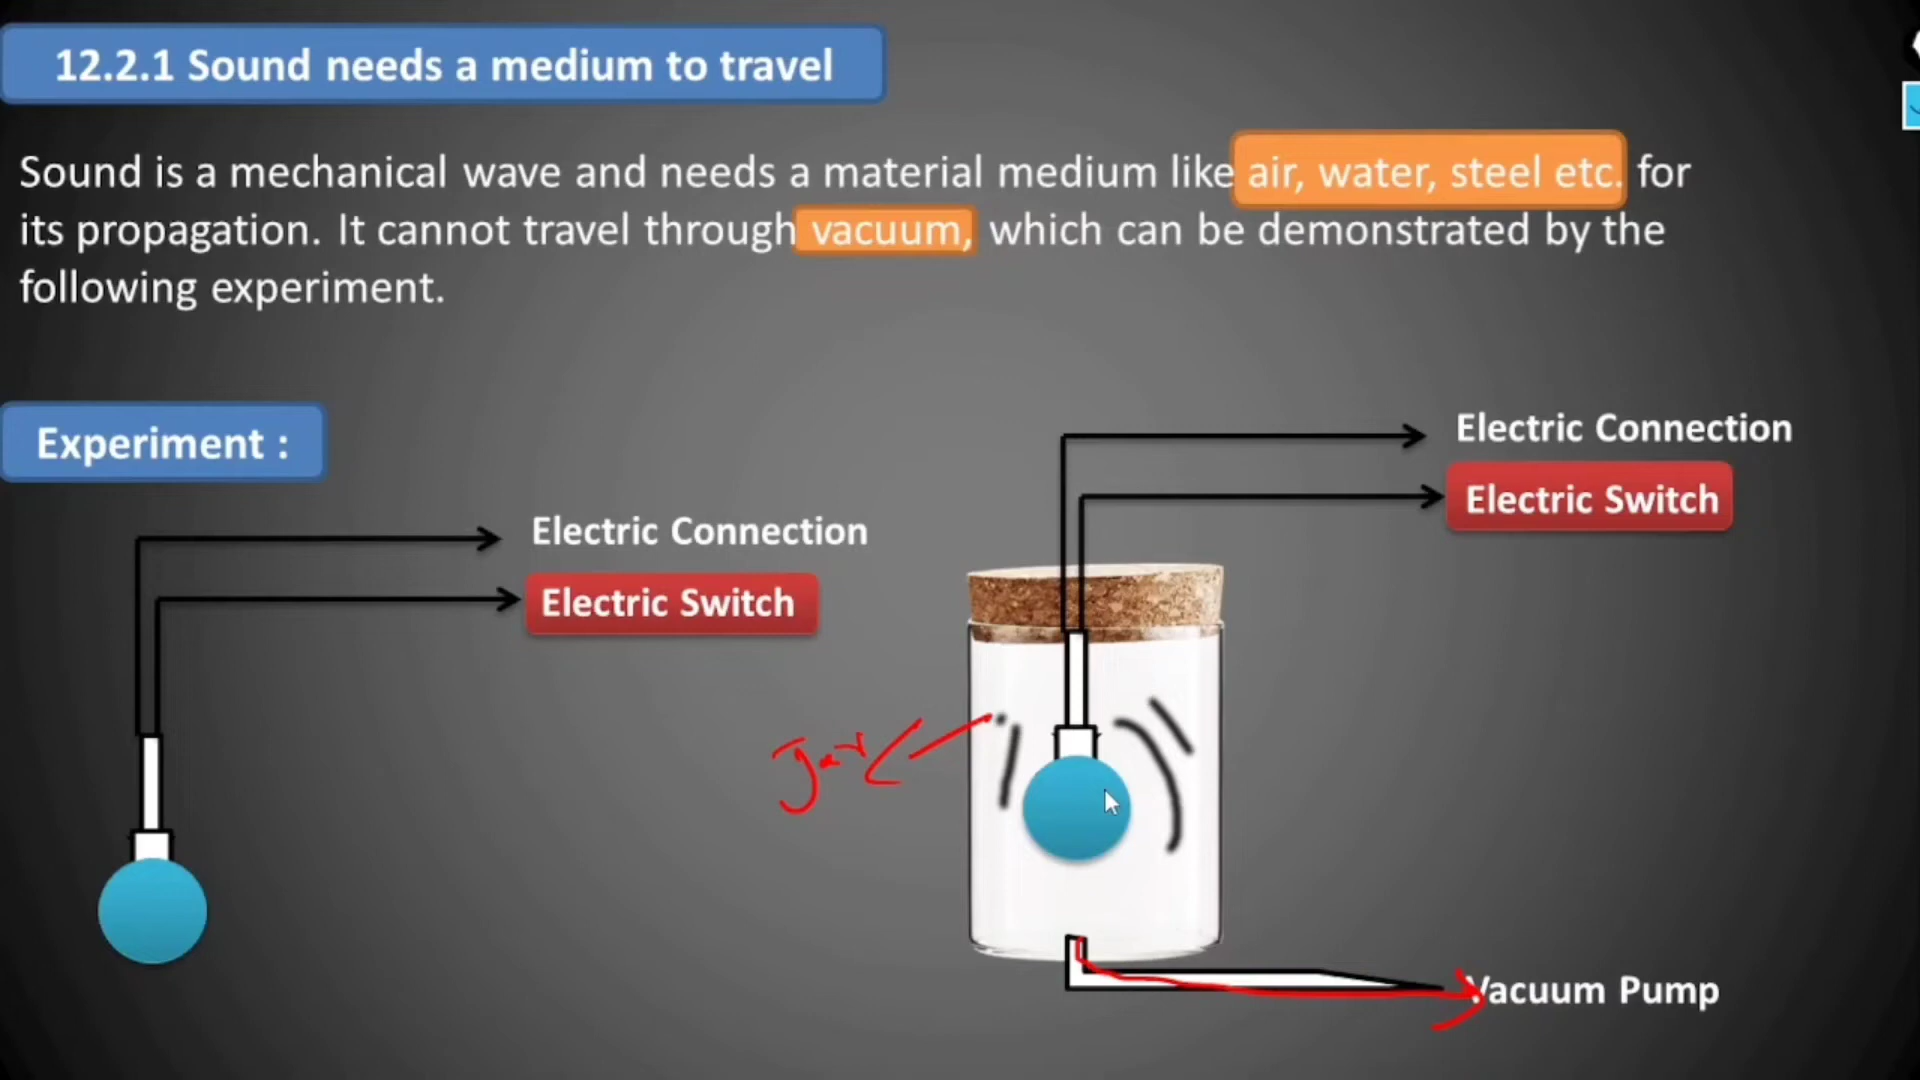 12.2.1 Sound needs a medium to travel
Sound is a mechanical wave and needs a material medium like air, water, steel etc. for
its propagation. It cannot travel through vacuum, which can be demonstrated by the
following experiment.
Experiment :
Electric Connection
Electric Switch
Electric Connection
Electric Switch
Jar
Vacuum Pump